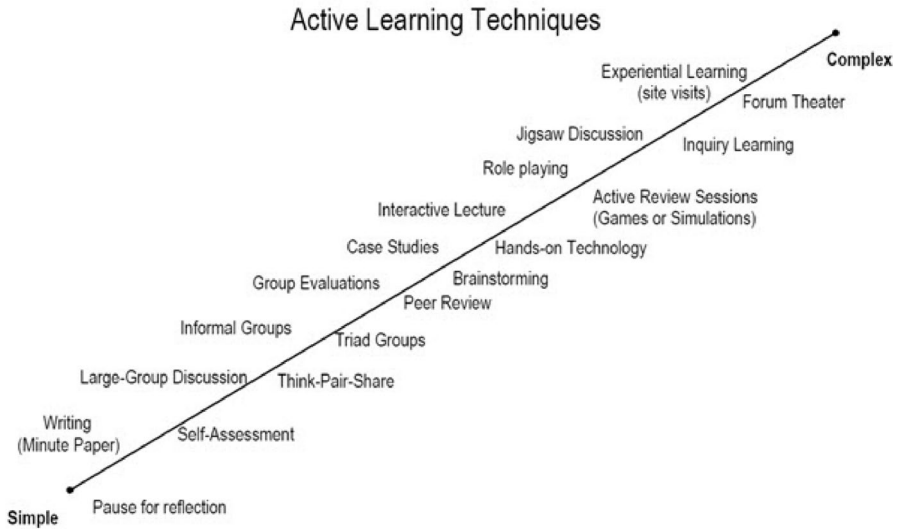 Active Learning Techniques
Complex
Experiential Learning
(site visits)
Forum Theater
Jigsaw Discussion
Inquiry Learning
Role playing
Active Review Sessions
(Games or Simulations)
Interactive Lecture
Case Studies
Hands-on Technology
Group Evaluations
Brainstorming
Peer Review
Informal Groups
Triad Groups
Large-Group Discussion
Think-Pair-Share
Writing
(Minute Paper)
Self-Assessment
Pause for reflection
Simple